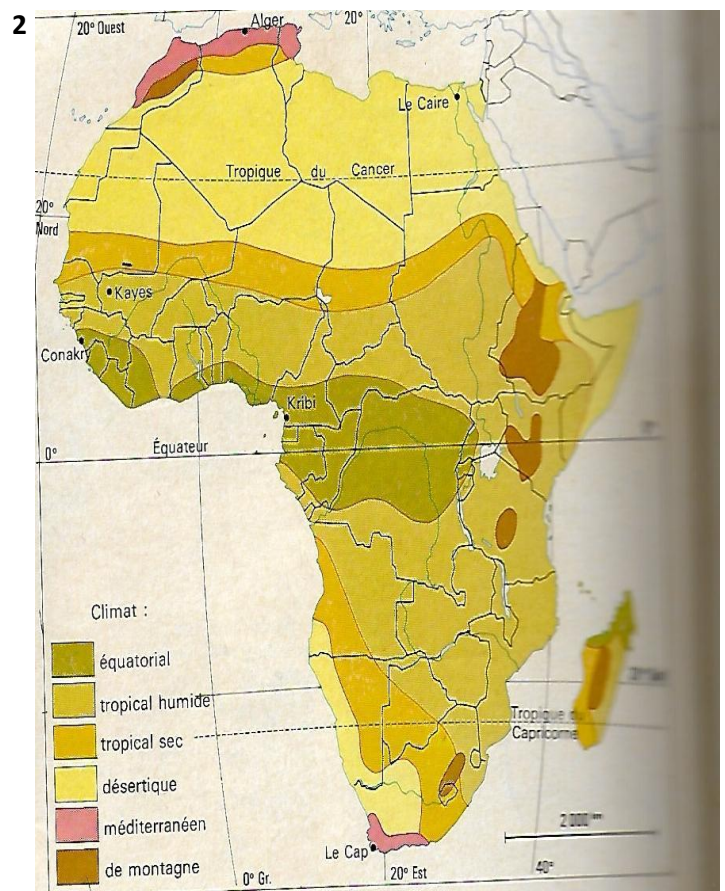 2
20° Ouest
Alger
20°
Le Caire
Tropique du Cancer
20°
Nord
Kayes
Conakry
Kribi
0°
Équateur
0°
Climat :
équatorial
tropical humide
tropical sec
désertique
méditerranéen
de montagne
Tropique du
Capricorne
2 000 km
Le Cap
0° Gr.
20° Est
40°